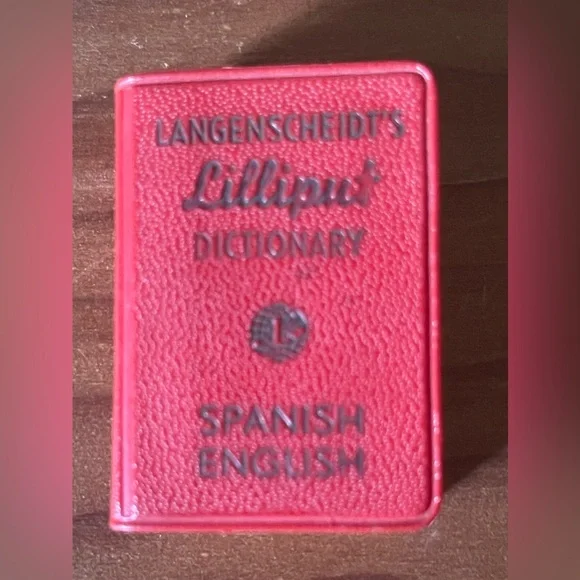 LANGENSCHEIDT'S
Lilliput
DICTIONARY
L
SPANISH
ENGLISH